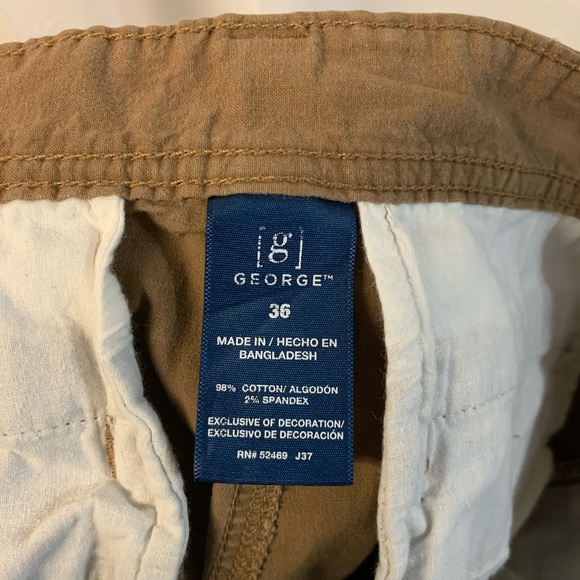 [g]
GEORGE™
36
MADE IN / HECHO EN
BANGLADESH
98% COTTON/ ALGODÓN
2% SPANDEX
EXCLUSIVE OF DECORATION/
EXCLUSIVO DE DECORACIÓN
RN# 52469 J37